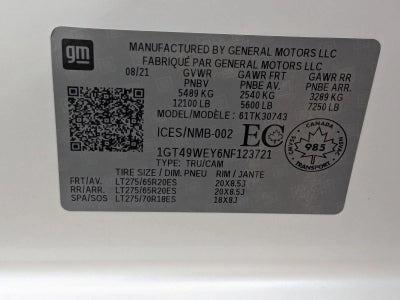 gm
MANUFACTURED BY GENERAL MOTORS LLC
FABRIQUÉ PAR GENERAL MOTORS LLC
08/21 GVWR GAWR FRT GAWR RR
PNBV PNBE AV. PNBE ARR.
5489 KG 2540 KG 3289 KG
12100 LB 5600 LB 7250 LB
MODEL/MODÈLE: 61TK30743
ICES/NMB-002 EC
CANADA
985
TRANSPORT
1GT49WEY6NF123721
TYPE: TRU/CAM
TIRE SIZE / DIM. PNEU RIM / JANTE
FRT/AV. LT275/65R20ES 20X8.5J
RR/ARR. LT275/65R20ES 20X8.5J
SPA/SOS LT275/70R18ES 18X8J